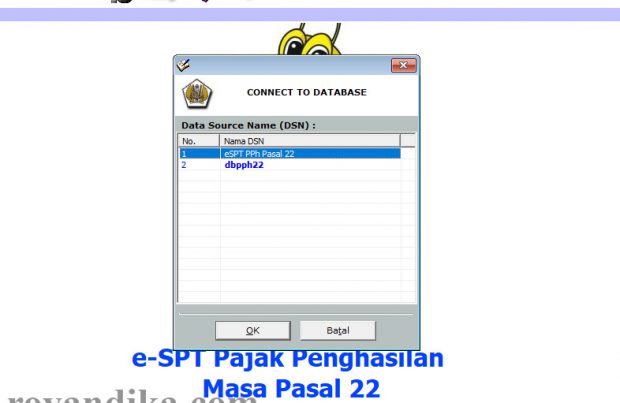 CONNECT TO DATABASE
Data Source Name (DSN) :
No. Nama DSN
1 eSPT PPh Pasal 22
2 dbpph22
OK Batal
e-SPT Pajak Penghasilan
Masa Pasal 22
rovandika.com